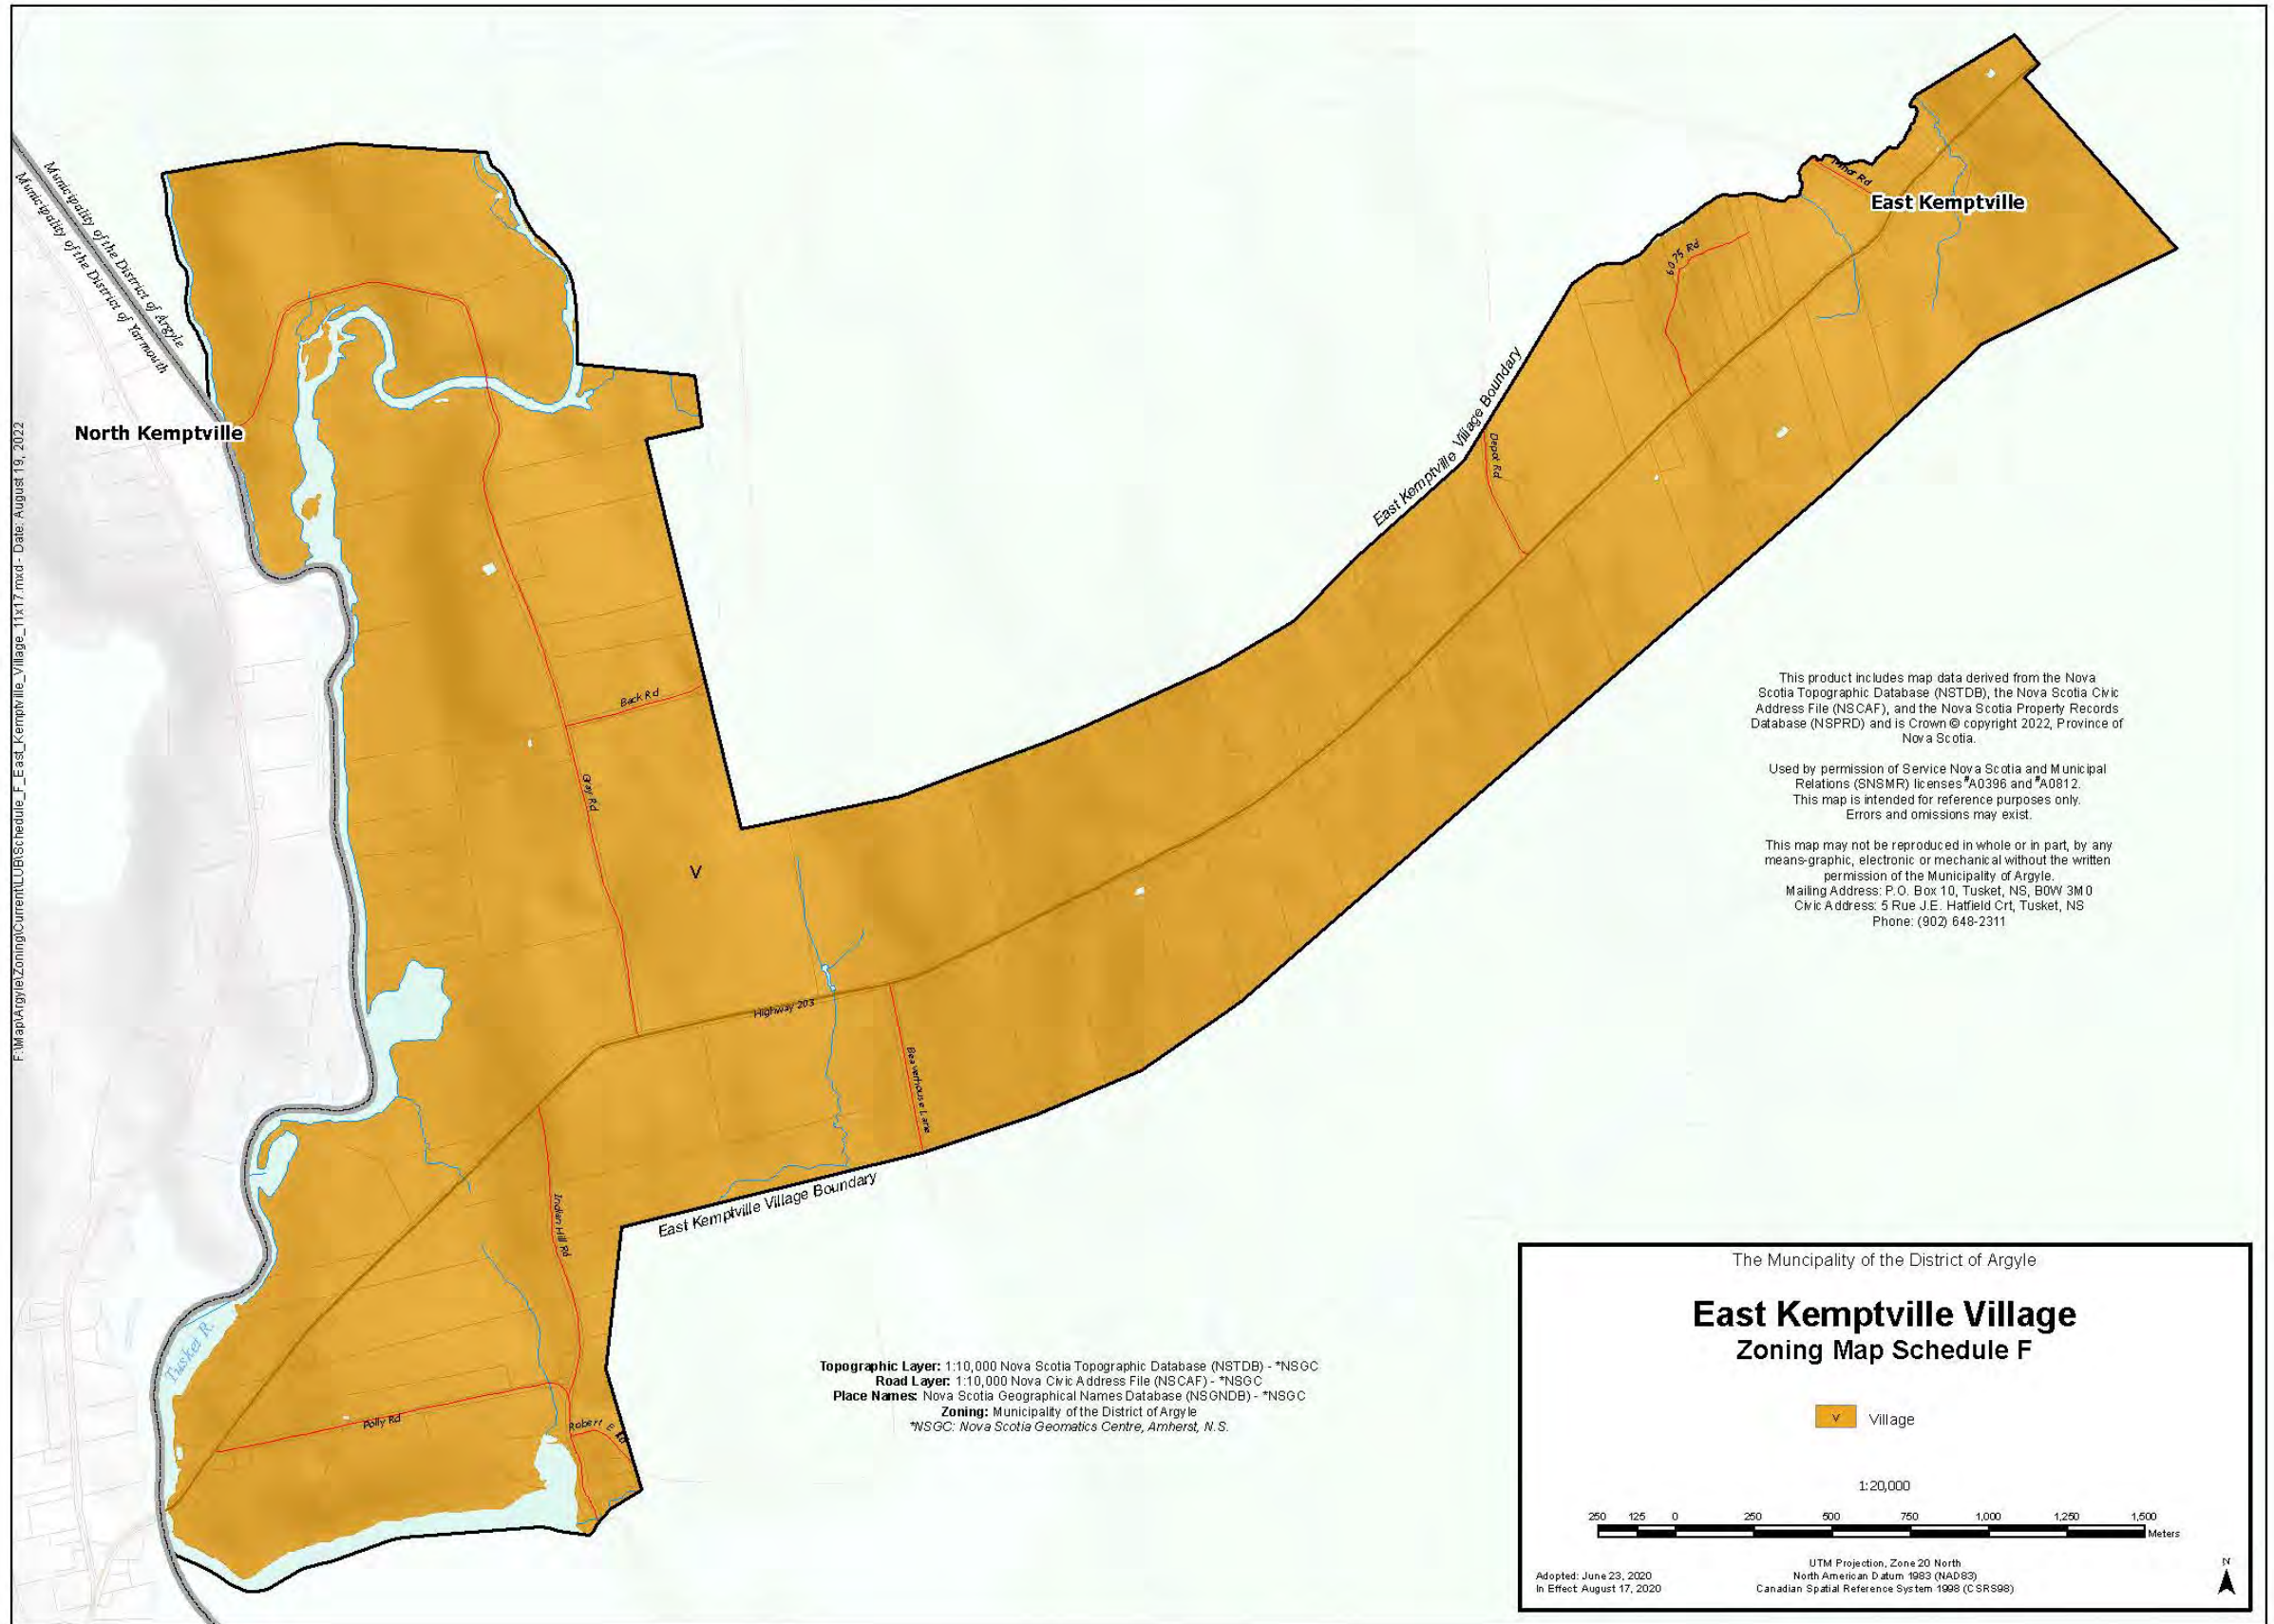 F:\Map\Argyle\Zoning\Current\LUB\Schedule_F_East_Kemptville_Village_11x17.mxd - Date: August 19, 2022
Municipality of the District of Argyle
Municipality of the District of Yarmouth
North Kemptville
East Kemptville
60 75 Rd
East Kemptville Village Boundary
Depot Rd
Back Rd
Gray Rd
V
Highway 203
Beaverhouse Lane
Indian Hill Rd
East Kemptville Village Boundary
Tusket R.
Polly Rd
Robert E Rd
This product includes map data derived from the Nova
Scotia Topographic Database (NSTDB), the Nova Scotia Civic
Address File (NSCAF), and the Nova Scotia Property Records
Database (NSPRD) and is Crown © copyright 2022, Province of
Nova Scotia.
Used by permission of Service Nova Scotia and Municipal
Relations (SNSMR) licenses #A0396 and #A0812.
This map is intended for reference purposes only.
Errors and omissions may exist.
This map may not be reproduced in whole or in part, by any
means-graphic, electronic or mechanical without the written
permission of the Municipality of Argyle.
Mailing Address: P.O. Box 10, Tusket, NS, B0W 3M0
Civic Address: 5 Rue J.E. Hatfield Crt, Tusket, NS
Phone: (902) 648-2311
Topographic Layer: 1:10,000 Nova Scotia Topographic Database (NSTDB) - *NSGC
Road Layer: 1:10,000 Nova Civic Address File (NSCAF) - *NSGC
Place Names: Nova Scotia Geographical Names Database (NSGNDB) - *NSGC
Zoning: Municipality of the District of Argyle
*NSGC: Nova Scotia Geomatics Centre, Amherst, N.S.
The Muncipality of the District of Argyle
East Kemptville Village
Zoning Map Schedule F
V Village
1:20,000
250 125 0 250 500 750 1,000 1,250 1,500
Meters
UTM Projection, Zone 20 North
North American Datum 1983 (NAD83)
Canadian Spatial Reference System 1998 (CSRS98)
Adopted: June 23, 2020
In Effect: August 17, 2020
N